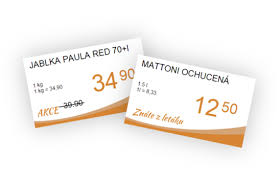 JABLKA PAULA RED 70+I
1 kg
1 kg = 34,90
34 90
39.90
AKCE
MATTONI OCHUCENÁ
1.5 l
1l = 8,33
12 50
Znáte z letáku